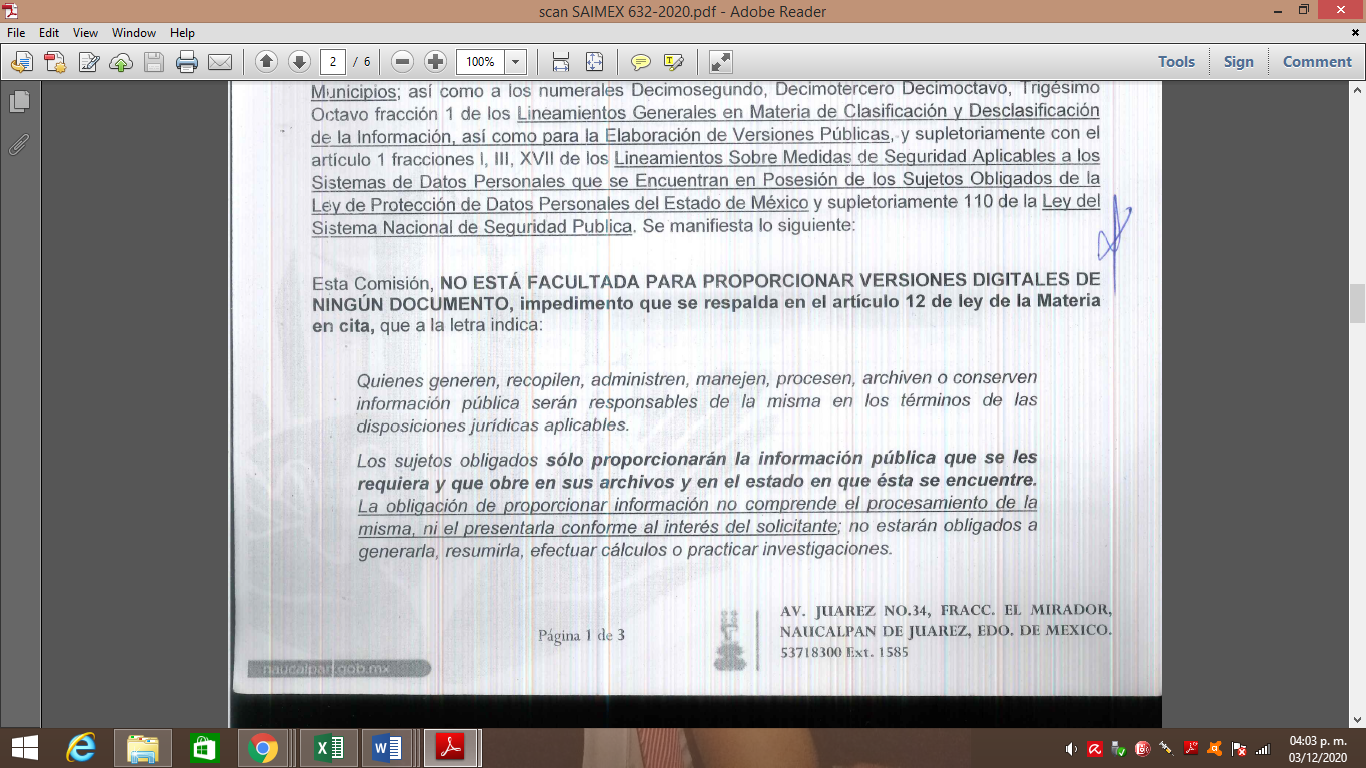 scan SAIMEX 632-2020.pdf - Adobe Reader
File Edit View Window Help
2 / 6 100% Tools Sign Comment
Municipios; así como a los numerales Decimosegundo, Decimotercero Decimoctavo, Trigésimo
Octavo fracción 1 de los Lineamientos Generales en Materia de Clasificación y Desclasificación
de la Información, así como para la Elaboración de Versiones Públicas, y supletoriamente con el
artículo 1 fracciones I, III, XVII de los Lineamientos Sobre Medidas de Seguridad Aplicables a los
Sistemas de Datos Personales que se Encuentran en Posesión de los Sujetos Obligados de la
Ley de Protección de Datos Personales del Estado de México y supletoriamente 110 de la Ley del
Sistema Nacional de Seguridad Publica. Se manifiesta lo siguiente:
Esta Comisión, NO ESTÁ FACULTADA PARA PROPORCIONAR VERSIONES DIGITALES DE
NINGÚN DOCUMENTO, impedimento que se respalda en el artículo 12 de ley de la Materia
en cita, que a la letra indica:
Quienes generen, recopilen, administren, manejen, procesen, archiven o conserven
información pública serán responsables de la misma en los términos de las
disposiciones jurídicas aplicables.
Los sujetos obligados sólo proporcionarán la información pública que se les
requiera y que obre en sus archivos y en el estado en que ésta se encuentre.
La obligación de proporcionar información no comprende el procesamiento de la
misma, ni el presentarla conforme al interés del solicitante; no estarán obligados a
generarla, resumirla, efectuar cálculos o practicar investigaciones.
Página 1 de 3
AV. JUAREZ NO.34, FRACC. EL MIRADOR,
NAUCALPAN DE JUAREZ, EDO. DE MEXICO.
53718300 Ext. 1585
naucalpan.gob.mx
04:03 p. m.
03/12/2020